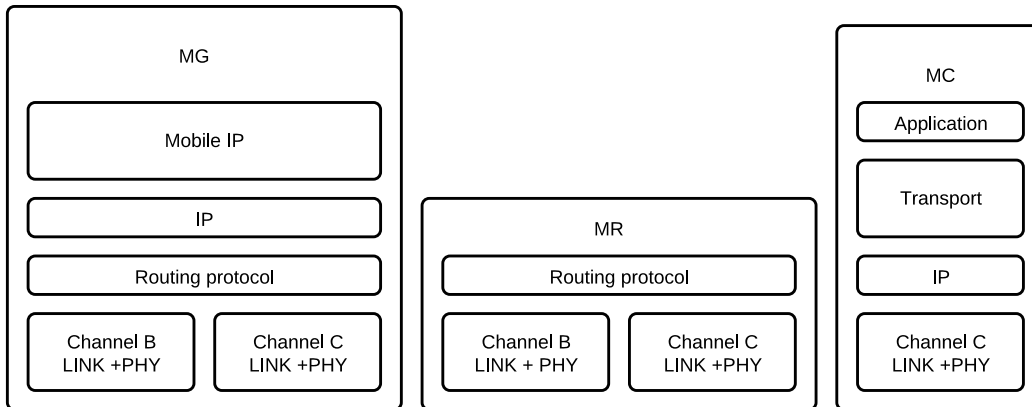 MG
Mobile IP
IP
Routing protocol
Channel B
LINK +PHY
Channel C
LINK +PHY
MR
Routing protocol
Channel B
LINK + PHY
Channel C
LINK +PHY
MC
Application
Transport
IP
Channel C
LINK +PHY